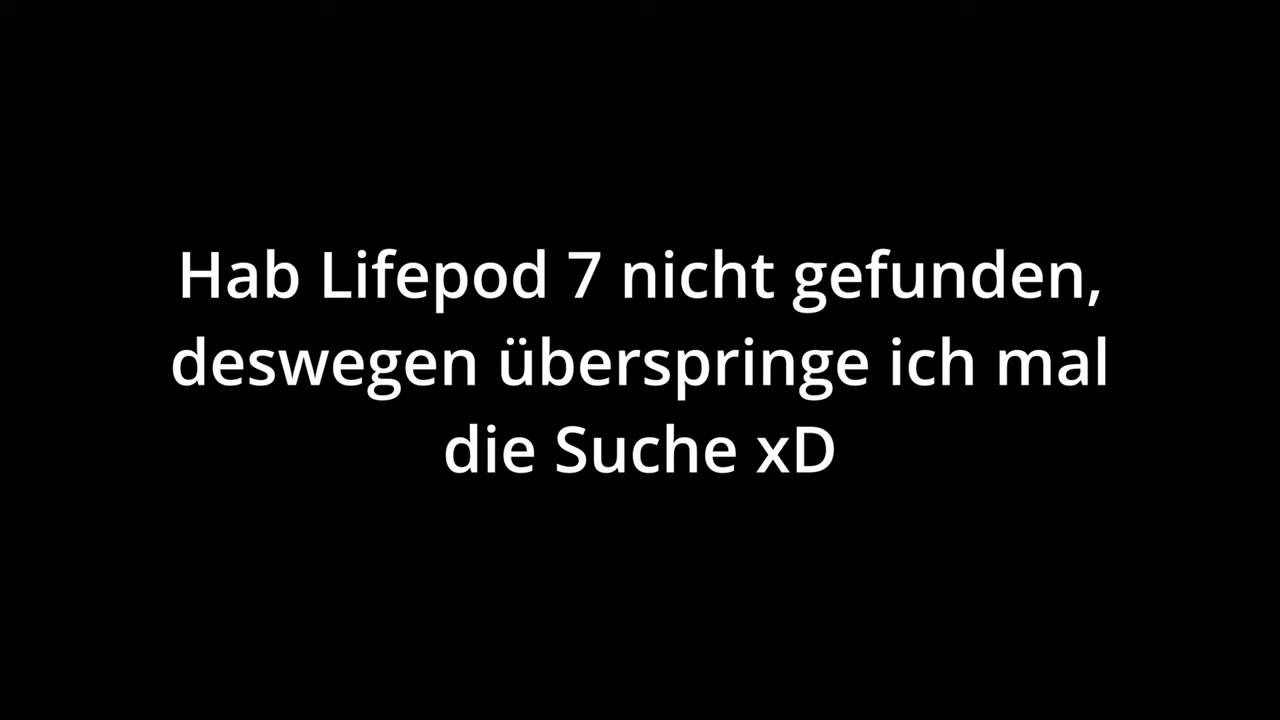 Hab Lifepod 7 nicht gefunden,
deswegen überspringe ich mal
die Suche xD